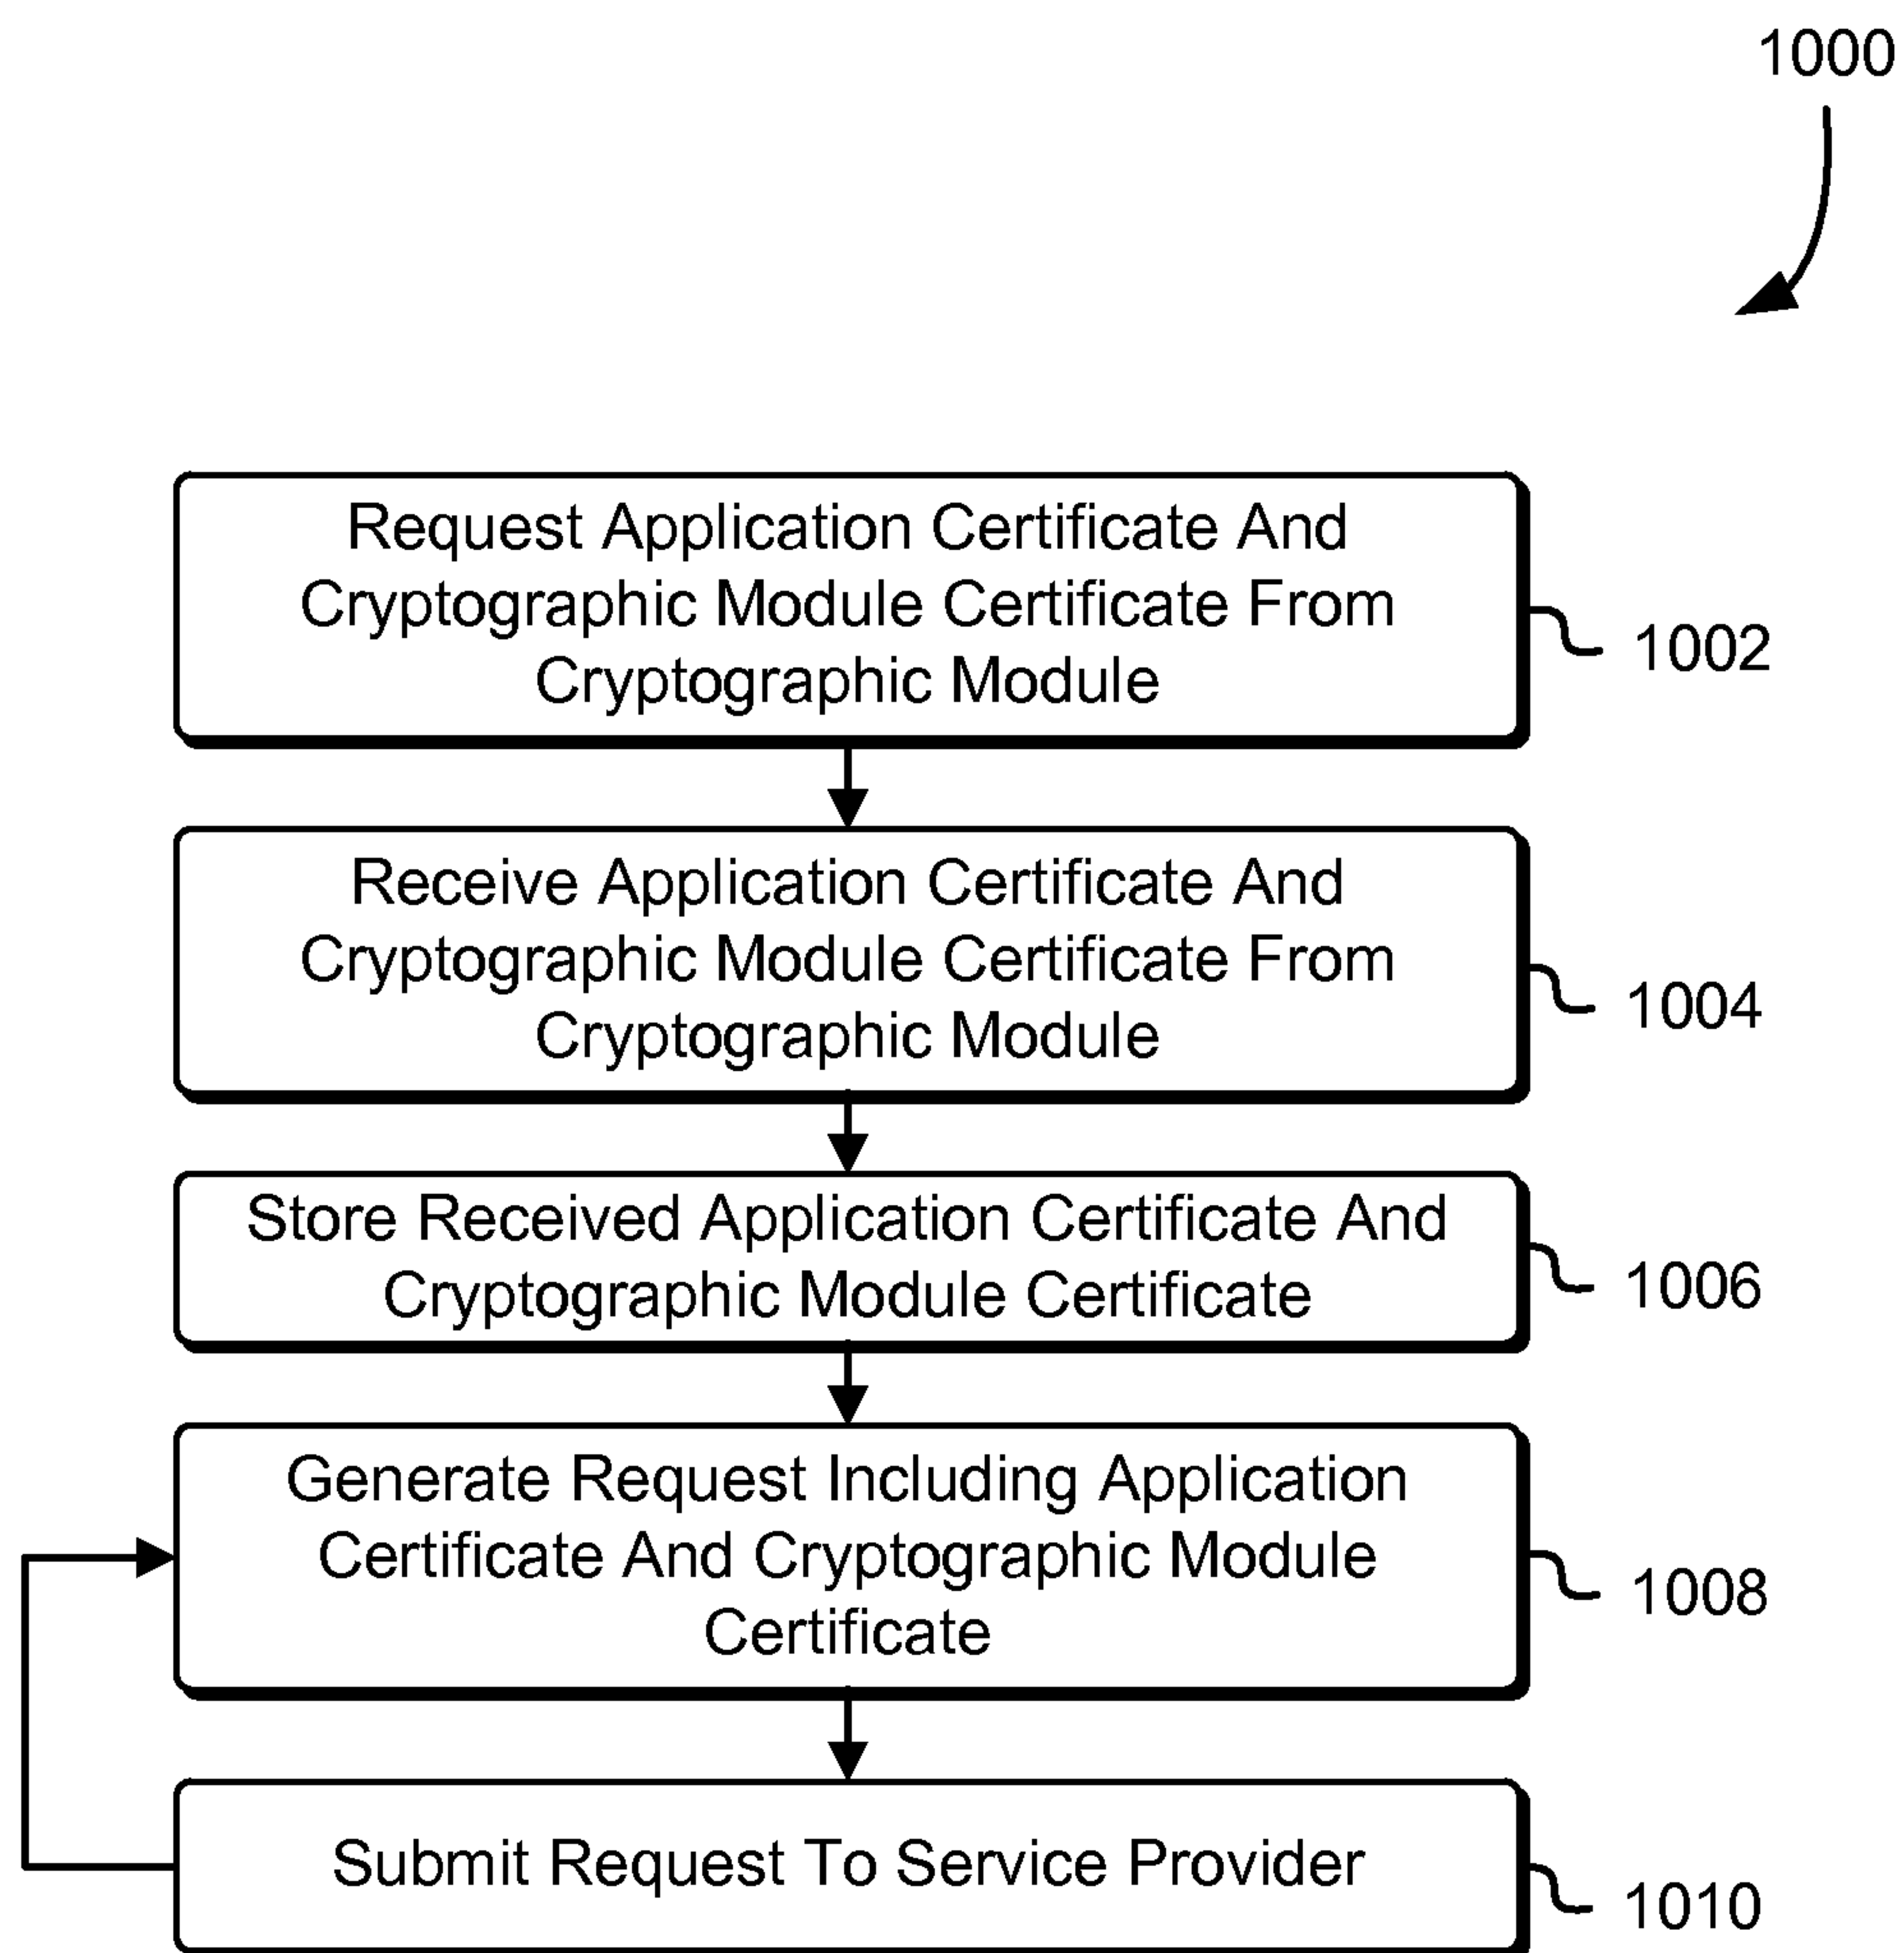 1000
Request Application Certificate And
Cryptographic Module Certificate From
Cryptographic Module
1002
Receive Application Certificate And
Cryptographic Module Certificate From
Cryptographic Module
1004
Store Received Application Certificate And
Cryptographic Module Certificate
1006
Generate Request Including Application
Certificate And Cryptographic Module
Certificate
1008
Submit Request To Service Provider
1010